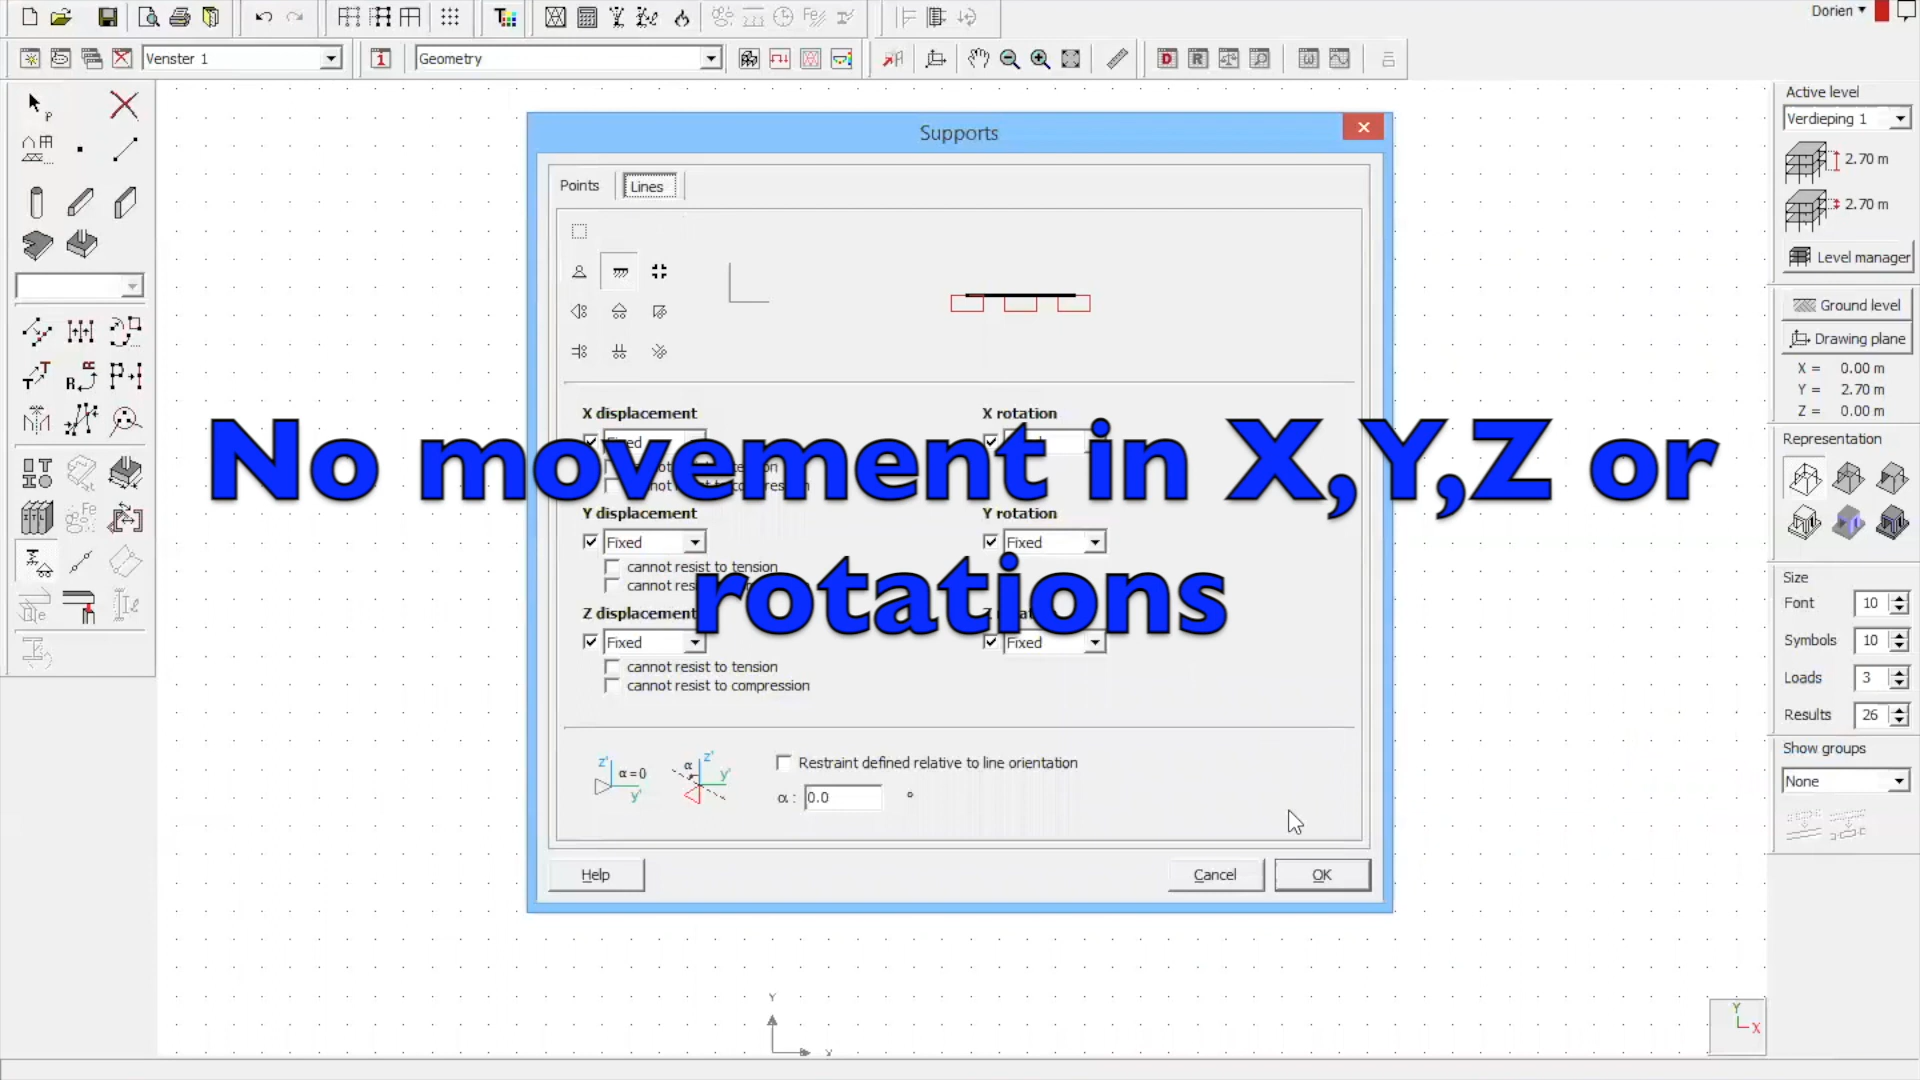 Dorien
Venster 1
Geometry
Active level
Verdieping 1
2.70 m
2.70 m
Level manager
Ground level
Drawing plane
X = 0.00 m
Y = 2.70 m
Z = 0.00 m
Representation
Size
Font 10
Symbols 10
Loads 3
Results 26
Show groups
None
Supports
Points
Lines
X displacement
X rotation
No movement in X,Y,Z or
rotations
Y displacement
Y rotation
Fixed
Fixed
cannot resist to tension
Z displacement
Fixed
Fixed
cannot resist to tension
cannot resist to compression
z'
α=0
y'
α
z'
y'
Restraint defined relative to line orientation
α : 0.0 °
Help
Cancel
OK
Y
X
Y
X